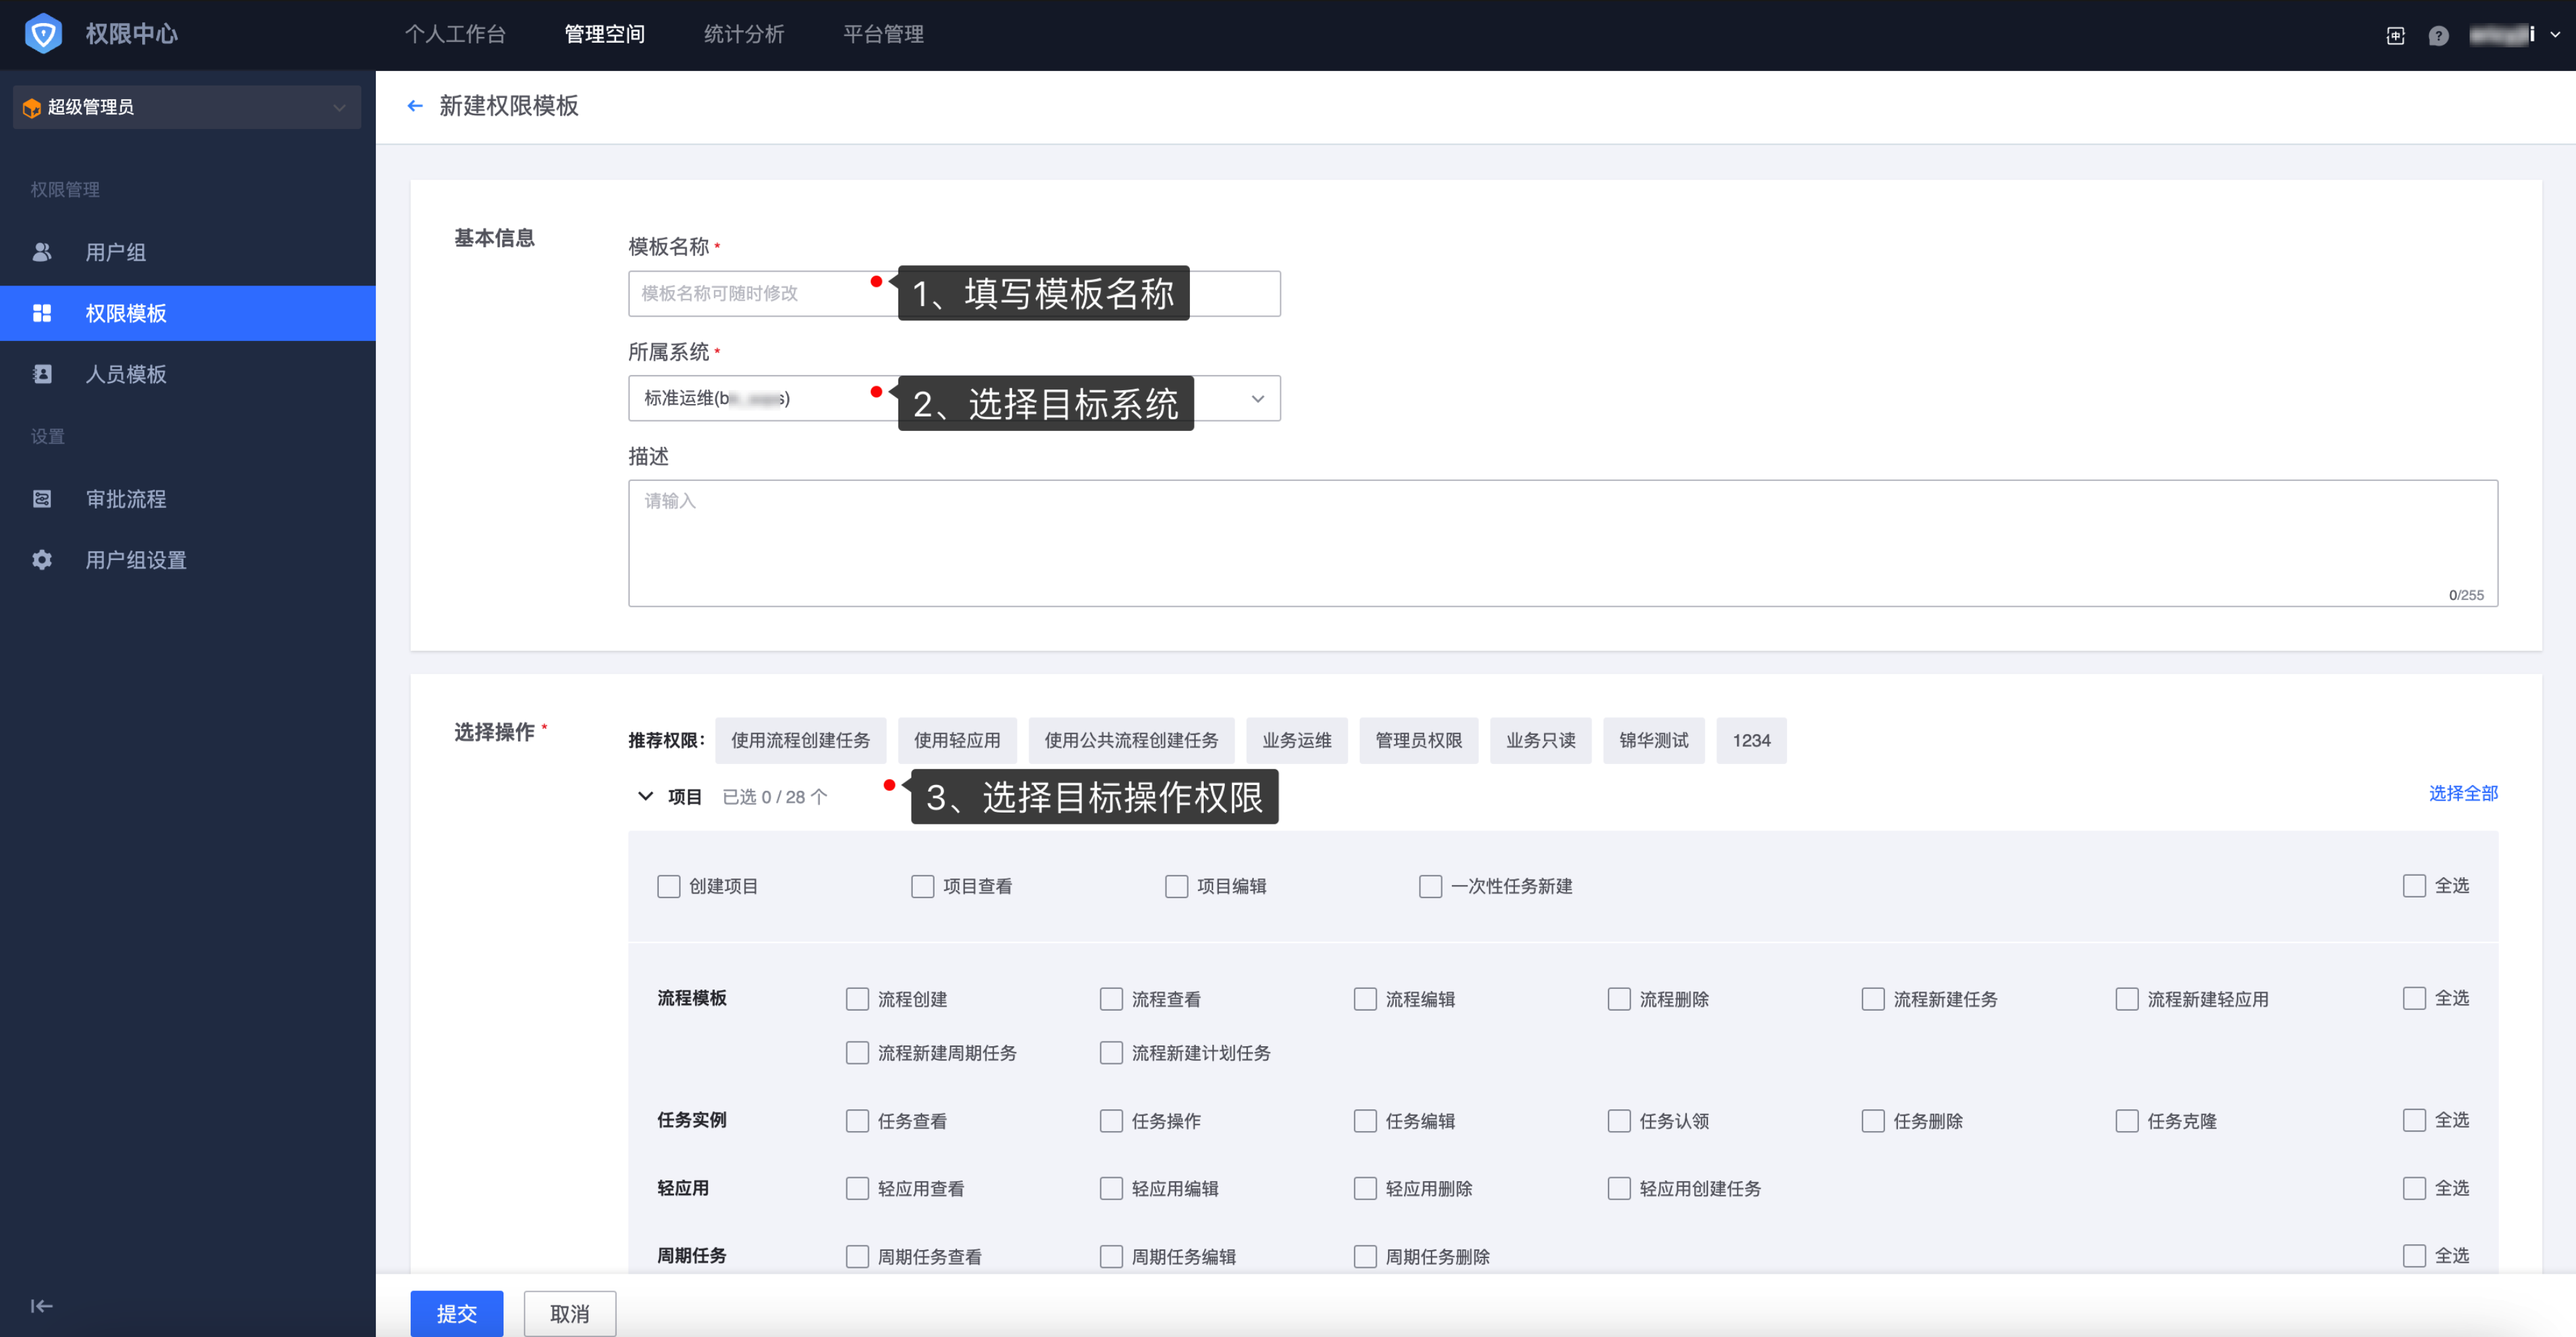 权限中心 个人工作台 管理空间 统计分析 平台管理
超级管理员
权限管理
用户组
权限模板
人员模板
设置
审批流程
用户组设置
新建权限模板
基本信息
模板名称 *
模板名称可随时修改
1、填写模板名称
所属系统 *
标准运维(b s)
2、选择目标系统
描述
请输入
0/255
选择操作 *
推荐权限: 使用流程创建任务 使用轻应用 使用公共流程创建任务 业务运维 管理员权限 业务只读 锦华测试 1234
项目 已选 0 / 28 个
3、选择目标操作权限
选择全部
创建项目 项目查看 项目编辑 一次性任务新建 全选
流程模板 流程创建 流程查看 流程编辑 流程删除 流程新建任务 流程新建轻应用 全选
流程新建周期任务 流程新建计划任务
任务实例 任务查看 任务操作 任务编辑 任务认领 任务删除 任务克隆 全选
轻应用 轻应用查看 轻应用编辑 轻应用删除 轻应用创建任务 全选
周期任务 周期任务查看 周期任务编辑 周期任务删除 全选
提交 取消